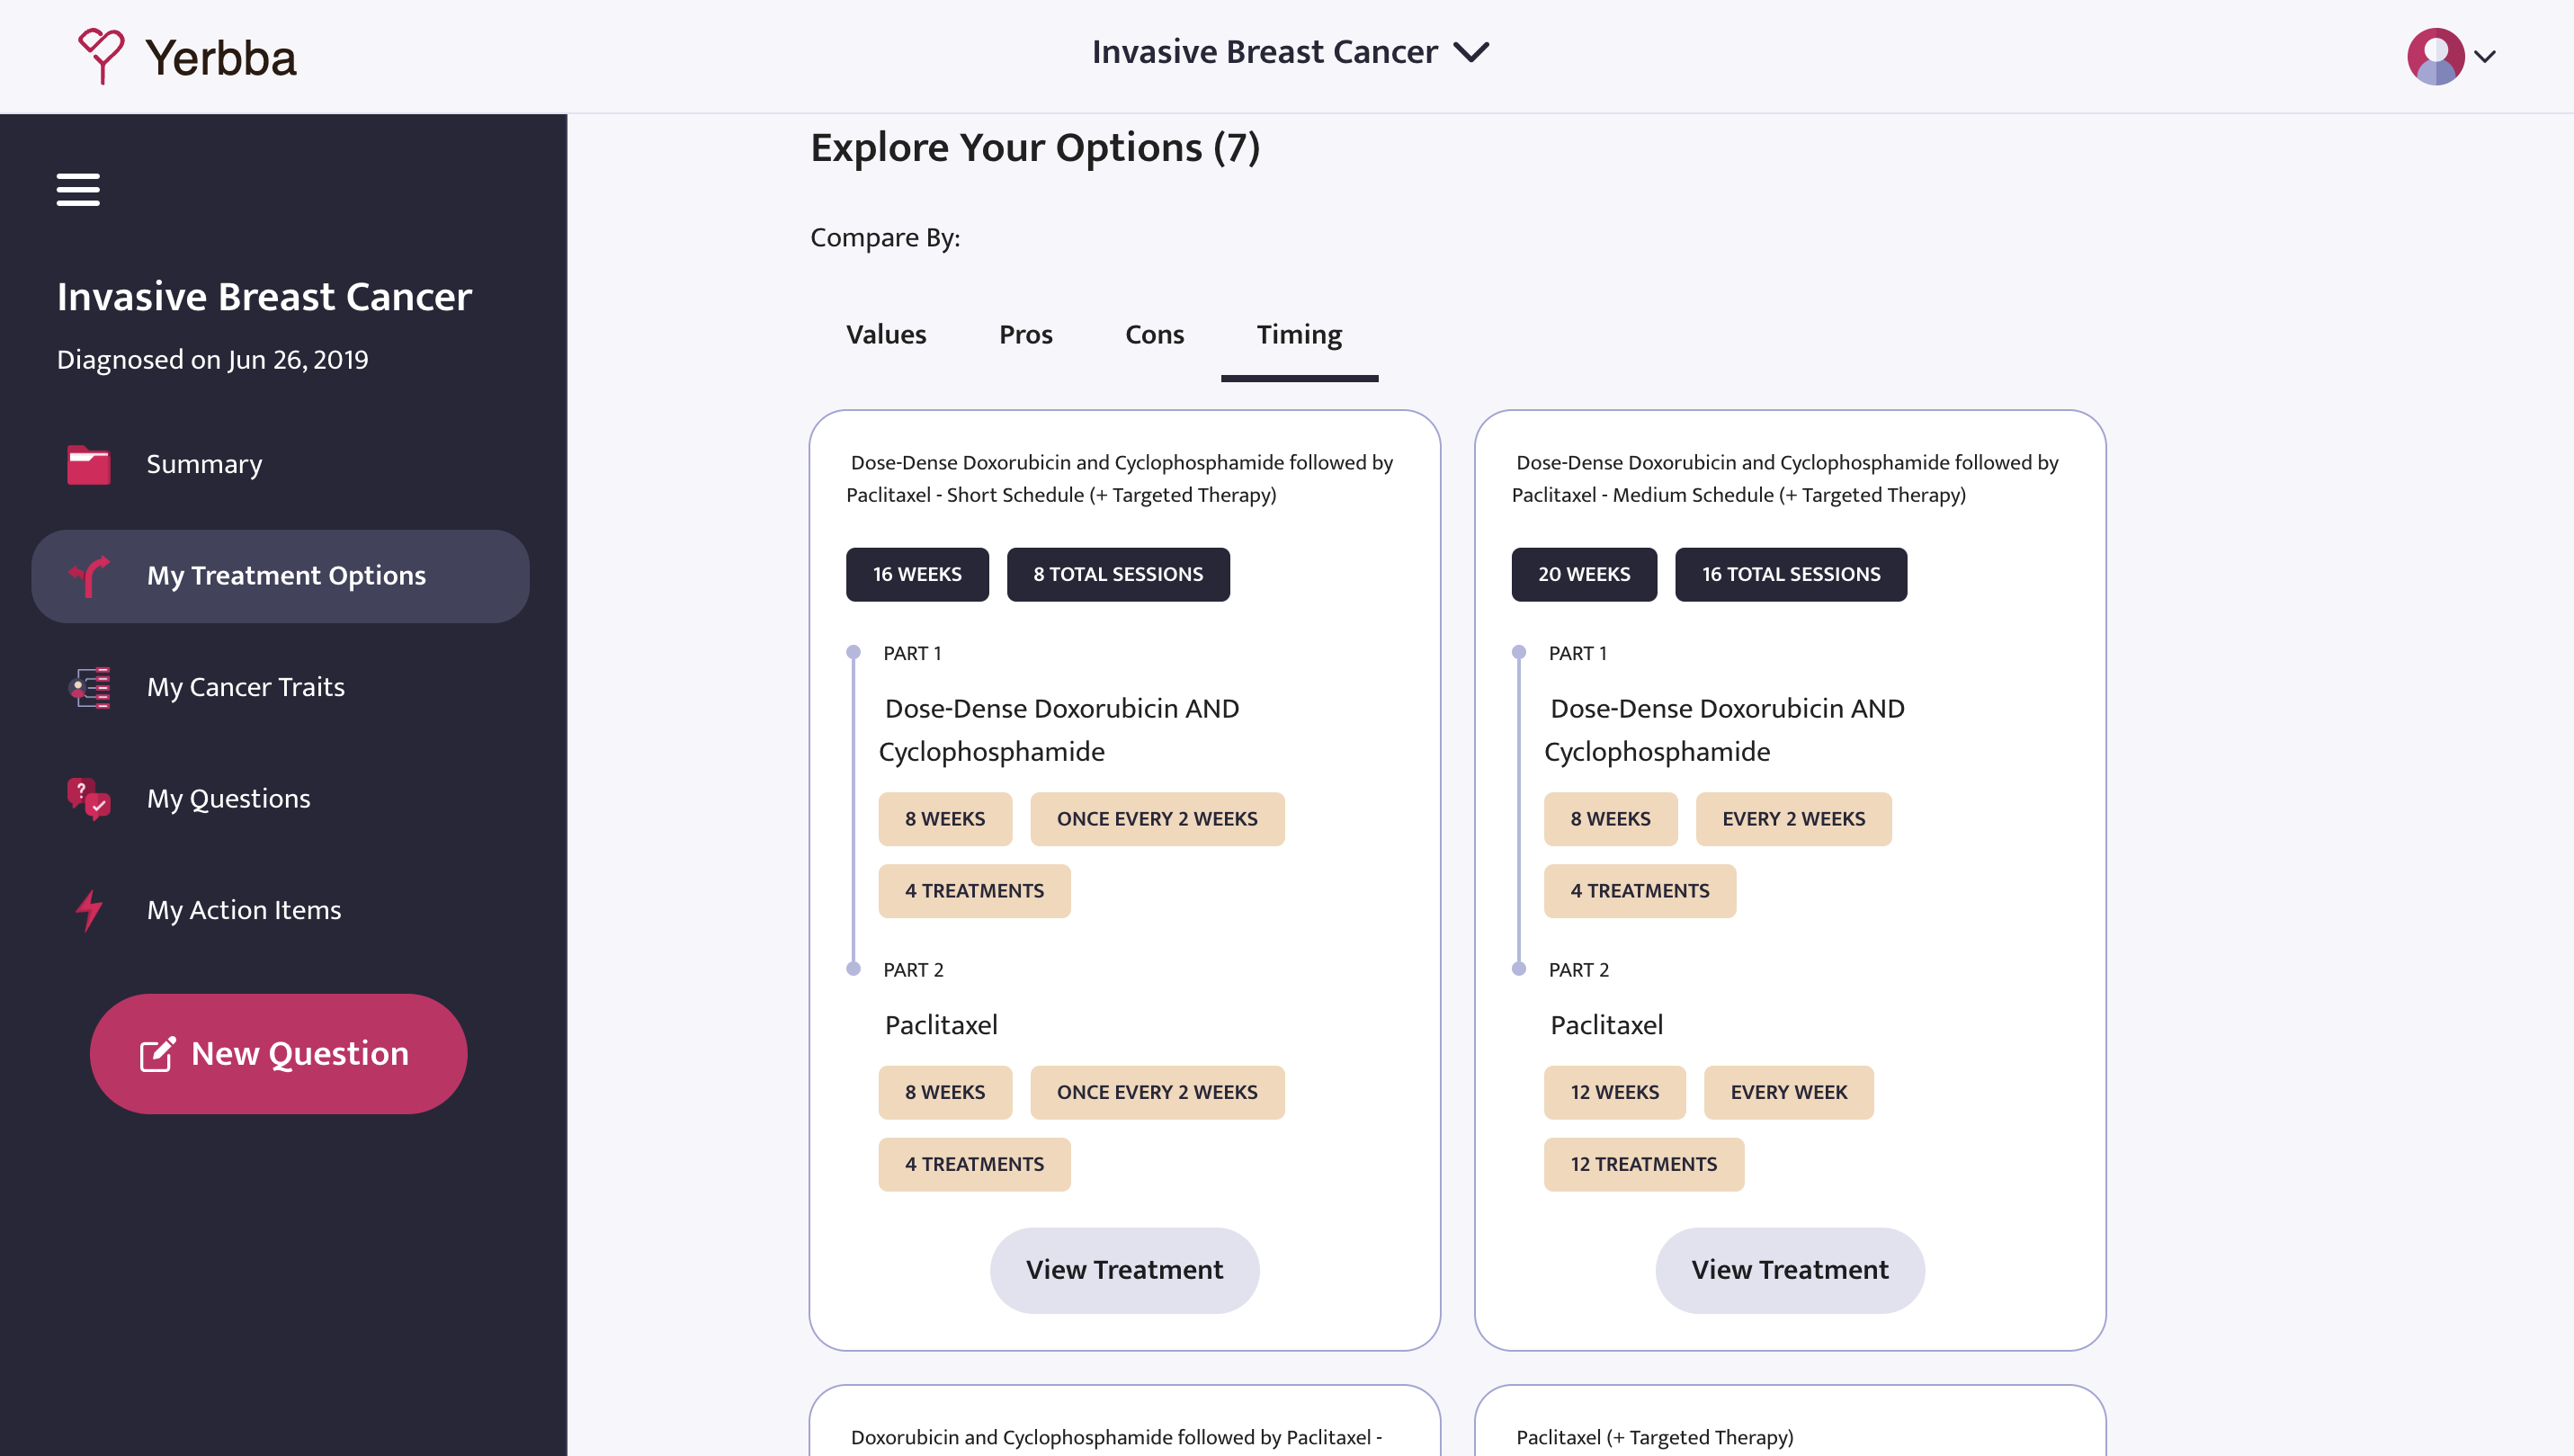 Yerbba
Invasive Breast Cancer
Invasive Breast Cancer
Diagnosed on Jun 26, 2019
Summary
My Treatment Options
My Cancer Traits
My Questions
My Action Items
New Question
Explore Your Options (7)
Compare By:
Values Pros Cons Timing
Dose-Dense Doxorubicin and Cyclophosphamide followed by
Paclitaxel - Short Schedule (+ Targeted Therapy)
16 WEEKS 8 TOTAL SESSIONS
PART 1
Dose-Dense Doxorubicin AND
Cyclophosphamide
8 WEEKS ONCE EVERY 2 WEEKS
4 TREATMENTS
PART 2
Paclitaxel
8 WEEKS ONCE EVERY 2 WEEKS
4 TREATMENTS
View Treatment
Dose-Dense Doxorubicin and Cyclophosphamide followed by
Paclitaxel - Medium Schedule (+ Targeted Therapy)
20 WEEKS 16 TOTAL SESSIONS
PART 1
Dose-Dense Doxorubicin AND
Cyclophosphamide
8 WEEKS EVERY 2 WEEKS
4 TREATMENTS
PART 2
Paclitaxel
12 WEEKS EVERY WEEK
12 TREATMENTS
View Treatment
Doxorubicin and Cyclophosphamide followed by Paclitaxel -
Paclitaxel (+ Targeted Therapy)